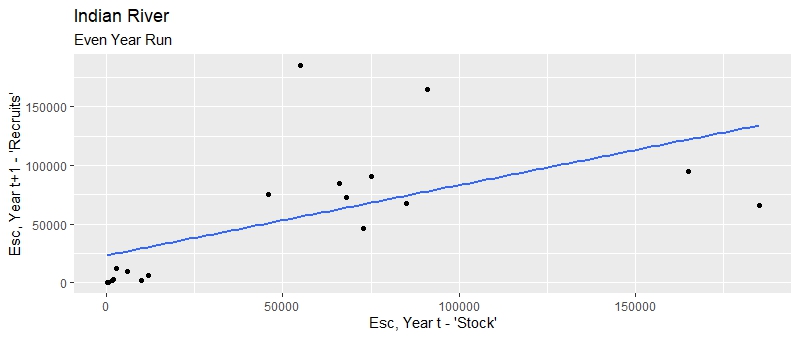 Indian River
Even Year Run
Esc, Year t+1 - 'Recruits'
150000
100000
50000
0
0
50000
100000
150000
Esc, Year t - 'Stock'